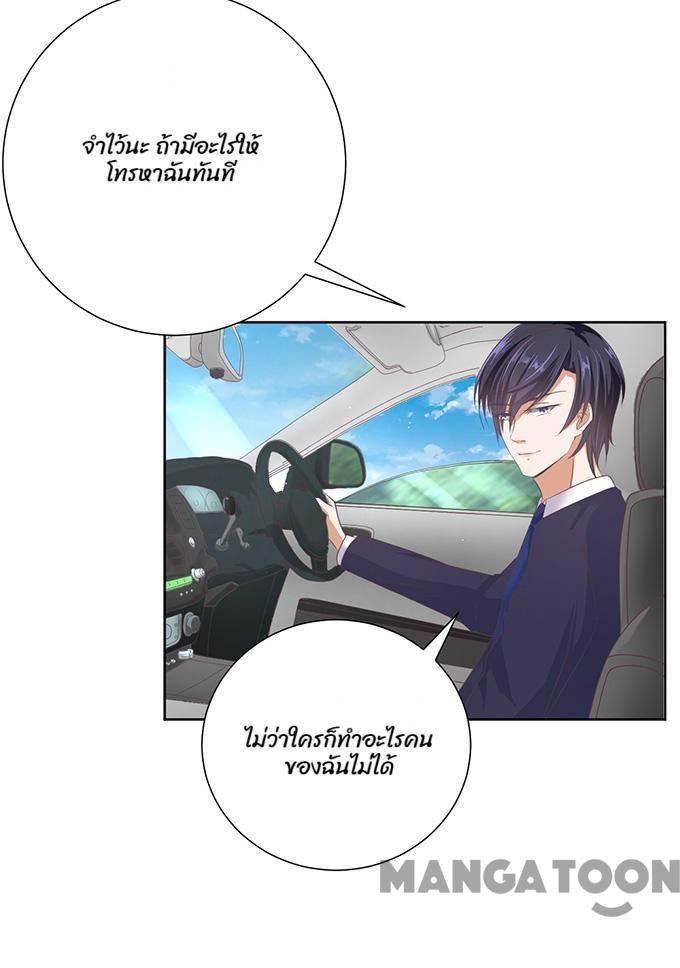 จำไว้นะ ถ้ามีอะไรให้
โทรหาฉันทันที
ไม่ว่าใครก็ทำอะไรคน
ของฉันไม่ได้
MANGATOON